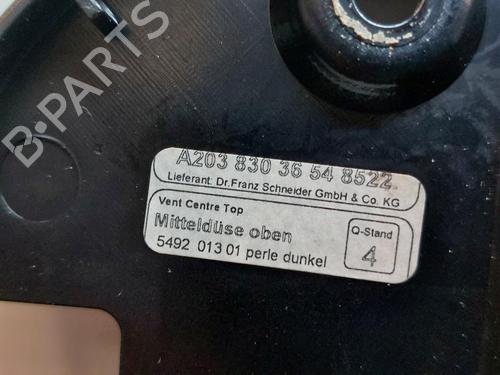 A203 830 36 54 8522
Lieferant: Dr.Franz Schneider GmbH & Co. KG
Vent Centre Top
Mitteldüse oben
5492 013 01 perle dunkel
Q-Stand
4
B-PARTS